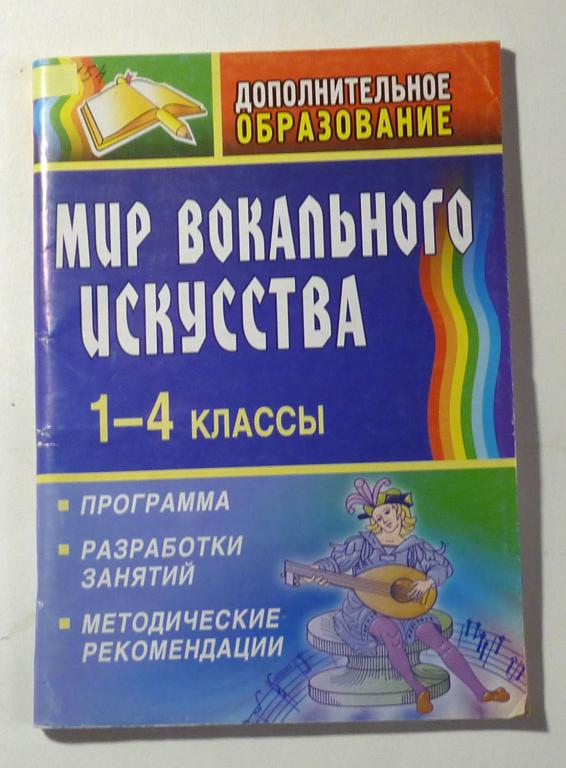 ДОПОЛНИТЕЛЬНОЕ
ОБРАЗОВАНИЕ
МИР ВОКАЛЬНОГО
ИСКУССТВА
1–4 КЛАССЫ
ПРОГРАММА
РАЗРАБОТКИ
ЗАНЯТИЙ
МЕТОДИЧЕСКИЕ
РЕКОМЕНДАЦИИ